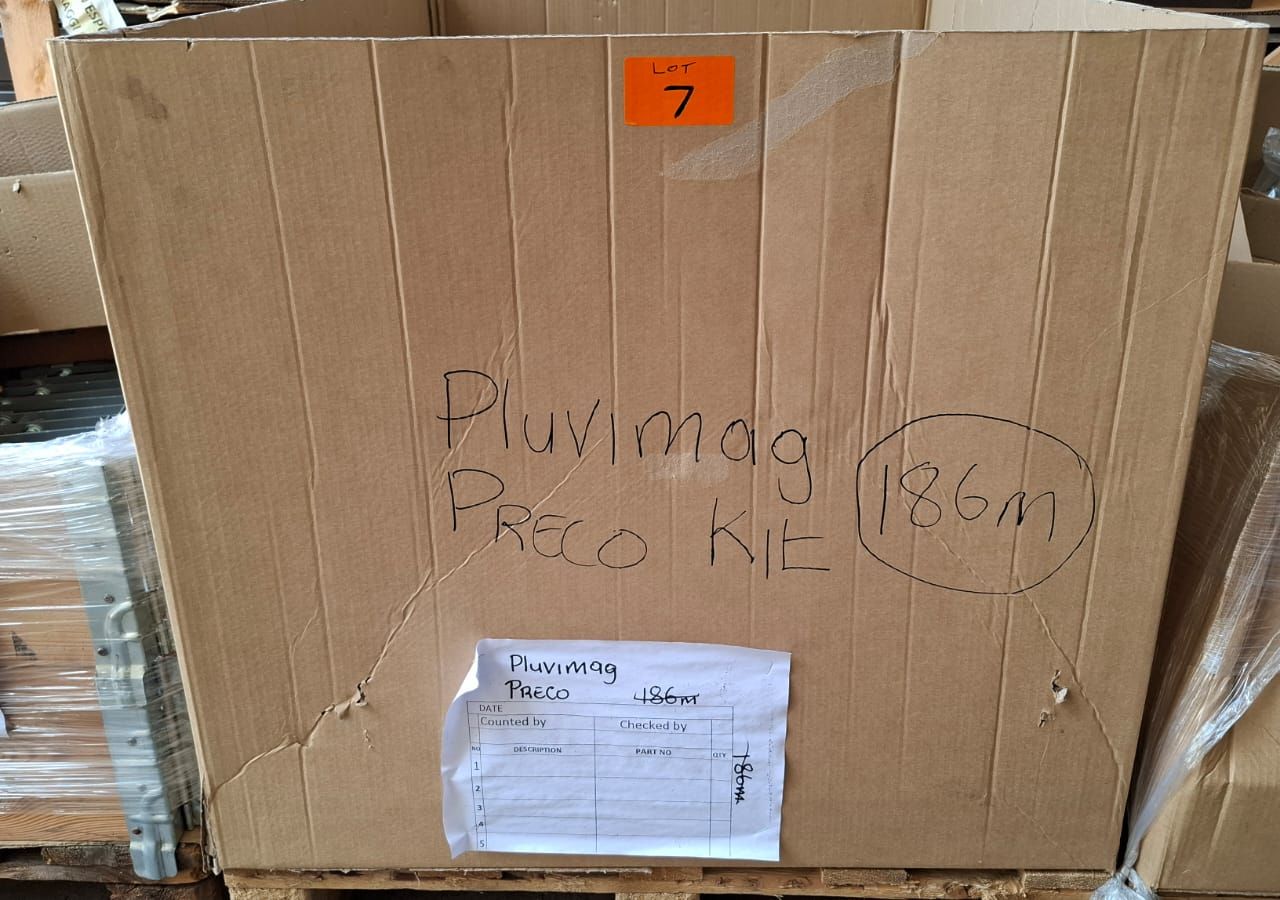 LOT
7
Pluvimag
PRECO KIt
186m
Pluvimag
PRECO 186m
DATE
Counted by Checked by
NO DESCRIPTION PART NO QTY
1
2
3
4
5
186m